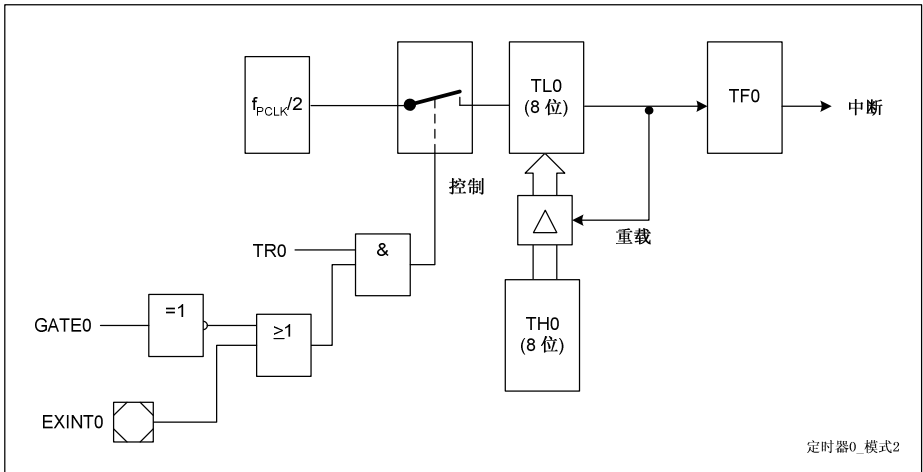 f_PCLK/2
TL0
(8 位)
TF0
中断
控制
△
重载
TR0
&
GATE0
=1
≥1
TH0
(8 位)
EXINT0
定时器0_模式2